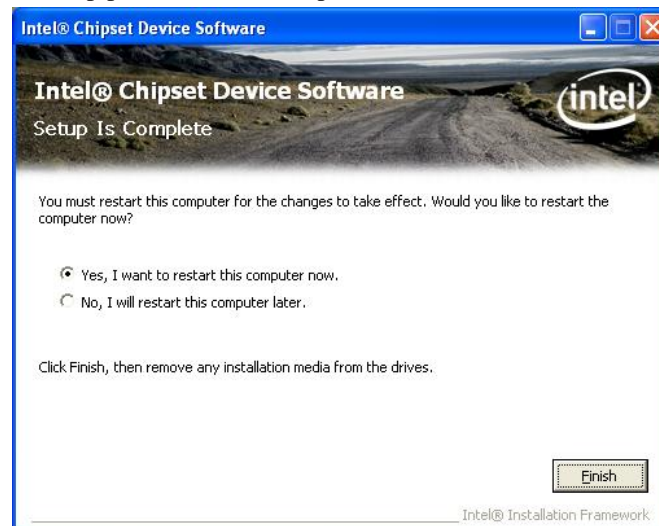 Intel® Chipset Device Software
Intel® Chipset Device Software
intel
Setup Is Complete
You must restart this computer for the changes to take effect. Would you like to restart the
computer now?
Yes, I want to restart this computer now.
No, I will restart this computer later.
Click Finish, then remove any installation media from the drives.
Finish
Intel® Installation Framework